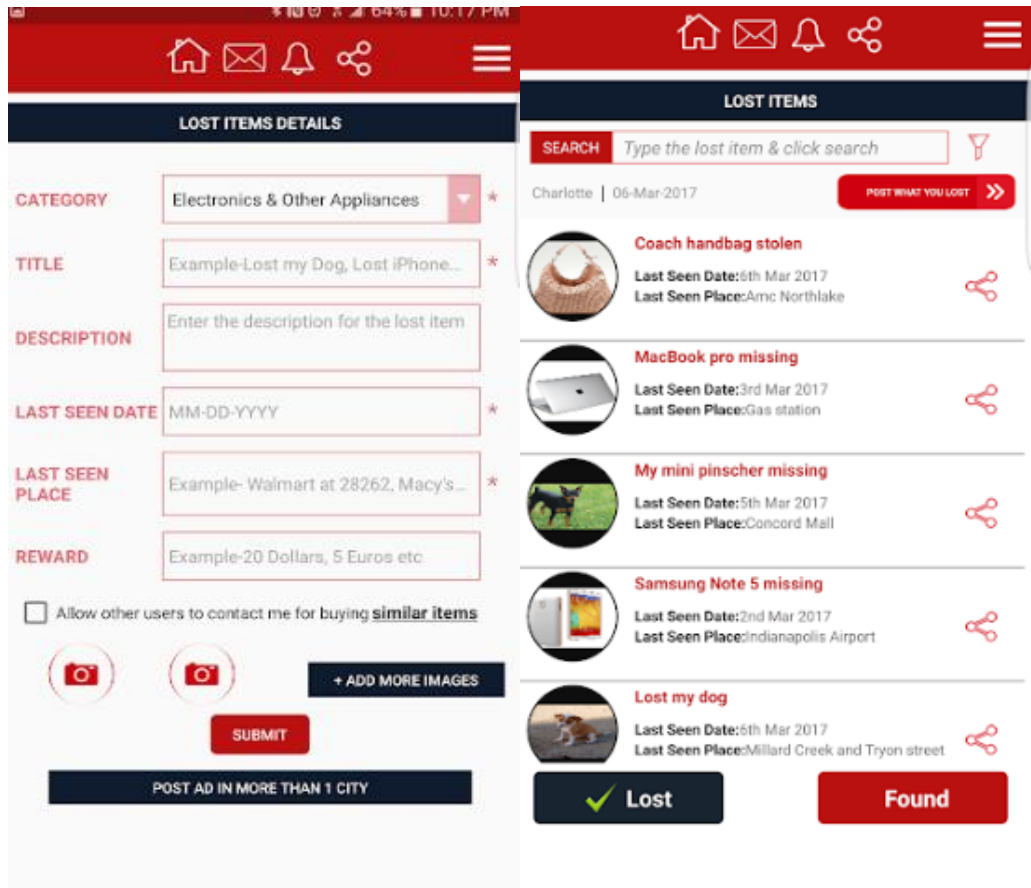 64% 10:17 PM
LOST ITEMS DETAILS
CATEGORY
Electronics & Other Appliances
*
TITLE
Example-Lost my Dog, Lost iPhone...
*
DESCRIPTION
Enter the description for the lost item
LAST SEEN DATE
MM-DD-YYYY
*
LAST SEEN
PLACE
Example- Walmart at 28262, Macy's...
*
REWARD
Example-20 Dollars, 5 Euros etc
Allow other users to contact me for buying similar items
+ ADD MORE IMAGES
SUBMIT
POST AD IN MORE THAN 1 CITY
LOST ITEMS
SEARCH
Type the lost item & click search
Charlotte | 06-Mar-2017
POST WHAT YOU LOST
Coach handbag stolen
Last Seen Date:6th Mar 2017
Last Seen Place:Amc Northlake
MacBook pro missing
Last Seen Date:3rd Mar 2017
Last Seen Place:Gas station
My mini pinscher missing
Last Seen Date:5th Mar 2017
Last Seen Place:Concord Mall
Samsung Note 5 missing
Last Seen Date:2nd Mar 2017
Last Seen Place:Indianapolis Airport
Lost my dog
Last Seen Date:6th Mar 2017
Last Seen Place:Millard Creek and Tryon street
Lost
Found